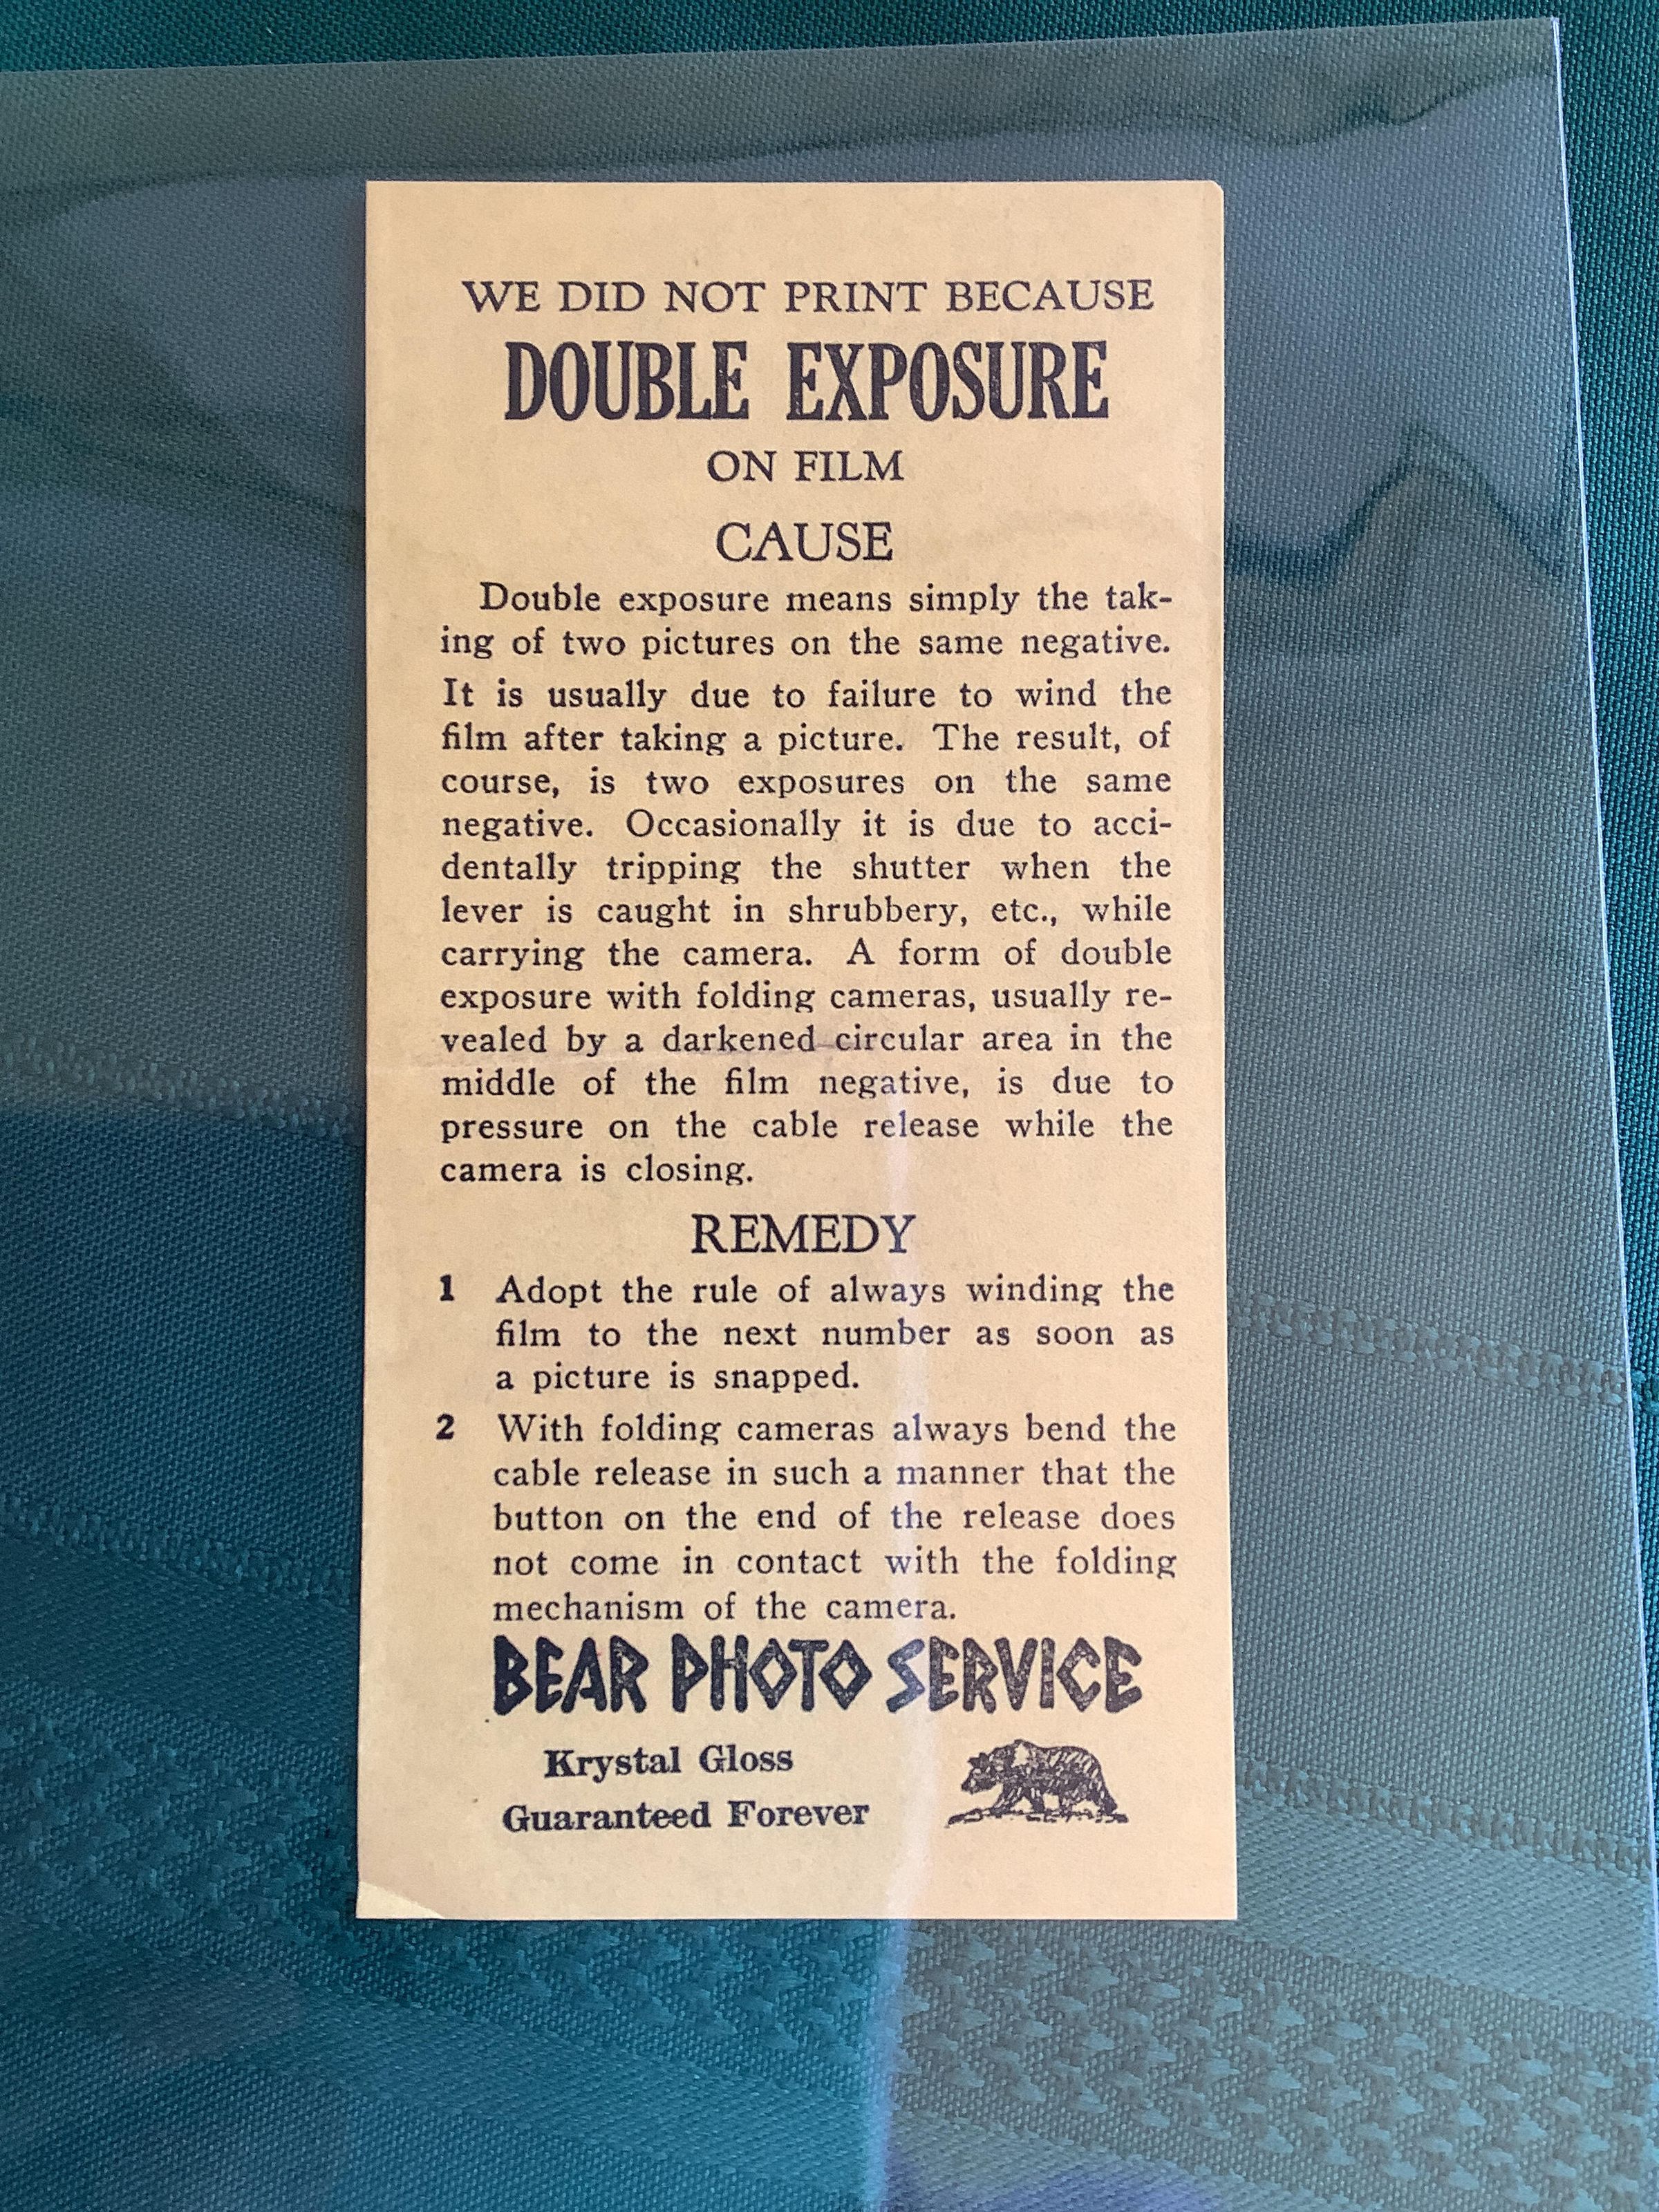 WE DID NOT PRINT BECAUSE
DOUBLE EXPOSURE
ON FILM
CAUSE
Double exposure means simply the tak-
ing of two pictures on the same negative.
It is usually due to failure to wind the
film after taking a picture. The result, of
course, is two exposures on the same
negative. Occasionally it is due to acci-
dentally tripping the shutter when the
lever is caught in shrubbery, etc., while
carrying the camera. A form of double
exposure with folding cameras, usually re-
vealed by a darkened circular area in the
middle of the film negative, is due to
pressure on the cable release while the
camera is closing.
REMEDY
1 Adopt the rule of always winding the
film to the next number as soon as
a picture is snapped.
2 With folding cameras always bend the
cable release in such a manner that the
button on the end of the release does
not come in contact with the folding
mechanism of the camera.
BEAR PHOTO SERVICE
Krystal Gloss
Guaranteed Forever